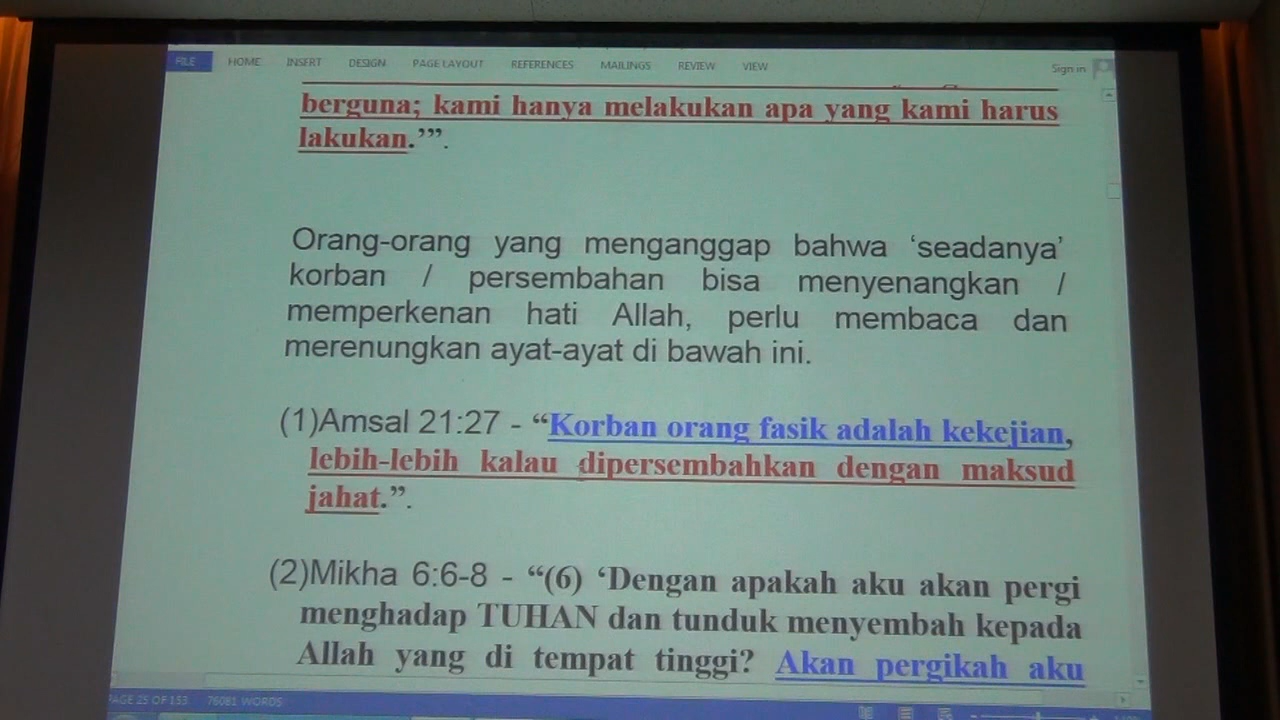 FILE HOME INSERT DESIGN PAGE LAYOUT REFERENCES MAILINGS REVIEW VIEW Sign in
berguna; kami hanya melakukan apa yang kami harus
lakukan.’”.
Orang-orang yang menganggap bahwa ‘seadanya’
korban / persembahan bisa menyenangkan /
memperkenan hati Allah, perlu membaca dan
merenungkan ayat-ayat di bawah ini.
(1)Amsal 21:27 - “Korban orang fasik adalah kekejian,
lebih-lebih kalau dipersembahkan dengan maksud
jahat.”.
(2)Mikha 6:6-8 - “(6) ‘Dengan apakah aku akan pergi
menghadap TUHAN dan tunduk menyembah kepada
Allah yang di tempat tinggi? Akan pergikah aku
PAGE 25 OF 153 76081 WORDS